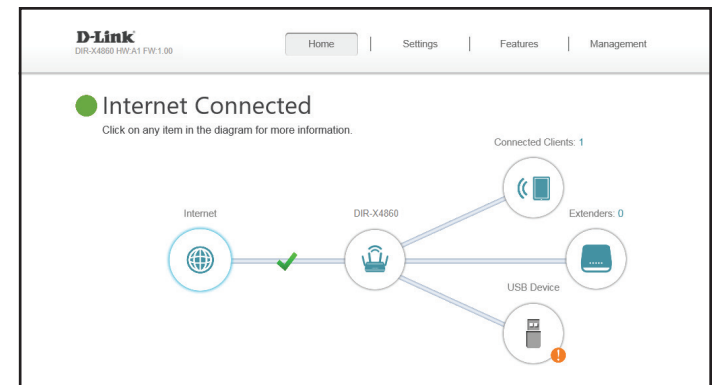 D-Link
DIR-X4860 HW:A1 FW:1.00
Home
Settings
Features
Management
Internet Connected
Click on any item in the diagram for more information.
Connected Clients: 1
Internet
DIR-X4860
Extenders: 0
USB Device